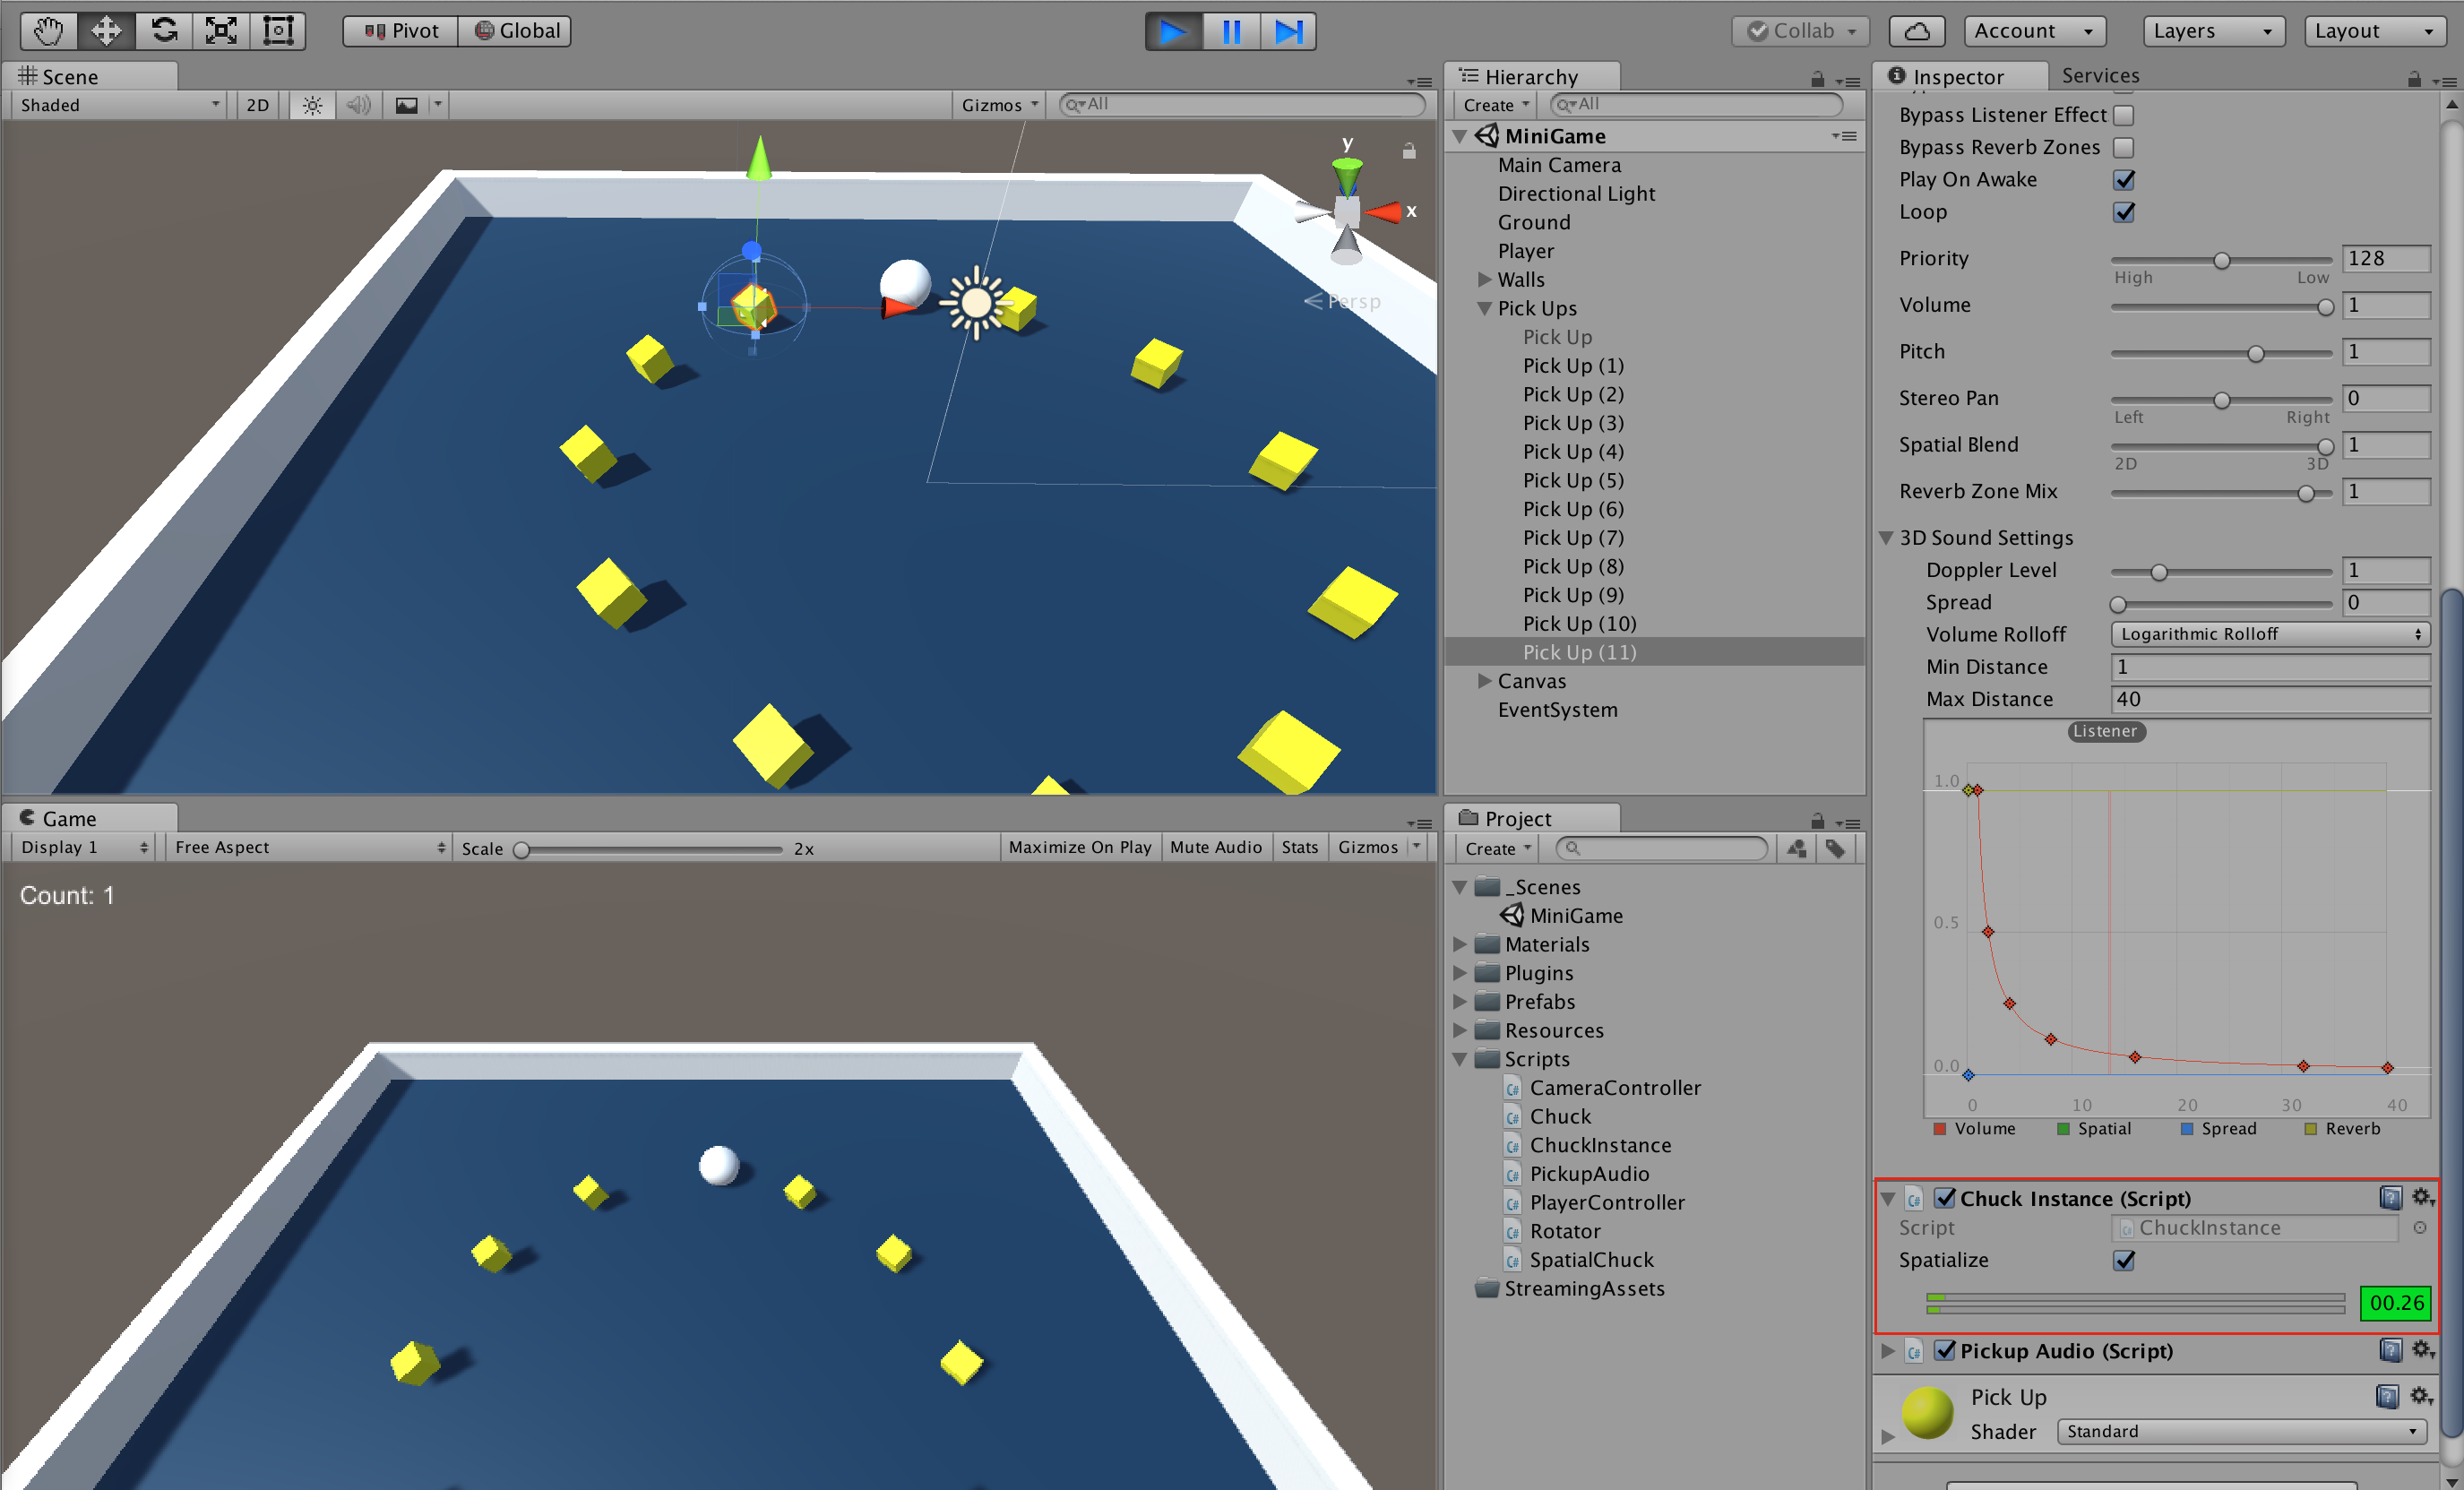 Pivot Global Collab Account Layers Layout
Scene
Shaded 2D Gizmos All
y
x
Persp
Game
Display 1 Free Aspect Scale 2x Maximize On Play Mute Audio Stats Gizmos
Count: 1
Hierarchy
Create All
MiniGame
Main Camera
Directional Light
Ground
Player
Walls
Pick Ups
Pick Up
Pick Up (1)
Pick Up (2)
Pick Up (3)
Pick Up (4)
Pick Up (5)
Pick Up (6)
Pick Up (7)
Pick Up (8)
Pick Up (9)
Pick Up (10)
Pick Up (11)
Canvas
EventSystem
Project
Create
_Scenes
MiniGame
Materials
Plugins
Prefabs
Resources
Scripts
C# CameraController
C# Chuck
C# ChuckInstance
C# PickupAudio
C# PlayerController
C# Rotator
C# SpatialChuck
StreamingAssets
Inspector Services
Bypass Listener Effect
Bypass Reverb Zones
Play On Awake
Loop
Priority 128
High Low
Volume 1
Pitch 1
Stereo Pan 0
Left Right
Spatial Blend 1
2D 3D
Reverb Zone Mix 1
3D Sound Settings
Doppler Level 1
Spread 0
Volume Rolloff Logarithmic Rolloff
Min Distance 1
Max Distance 40
Listener
1.0
0.5
0.0
0 10 20 30 40
Volume Spatial Spread Reverb
C# Chuck Instance (Script)
Script C# ChuckInstance
Spatialize
00.26
C# Pickup Audio (Script)
Pick Up
Shader Standard